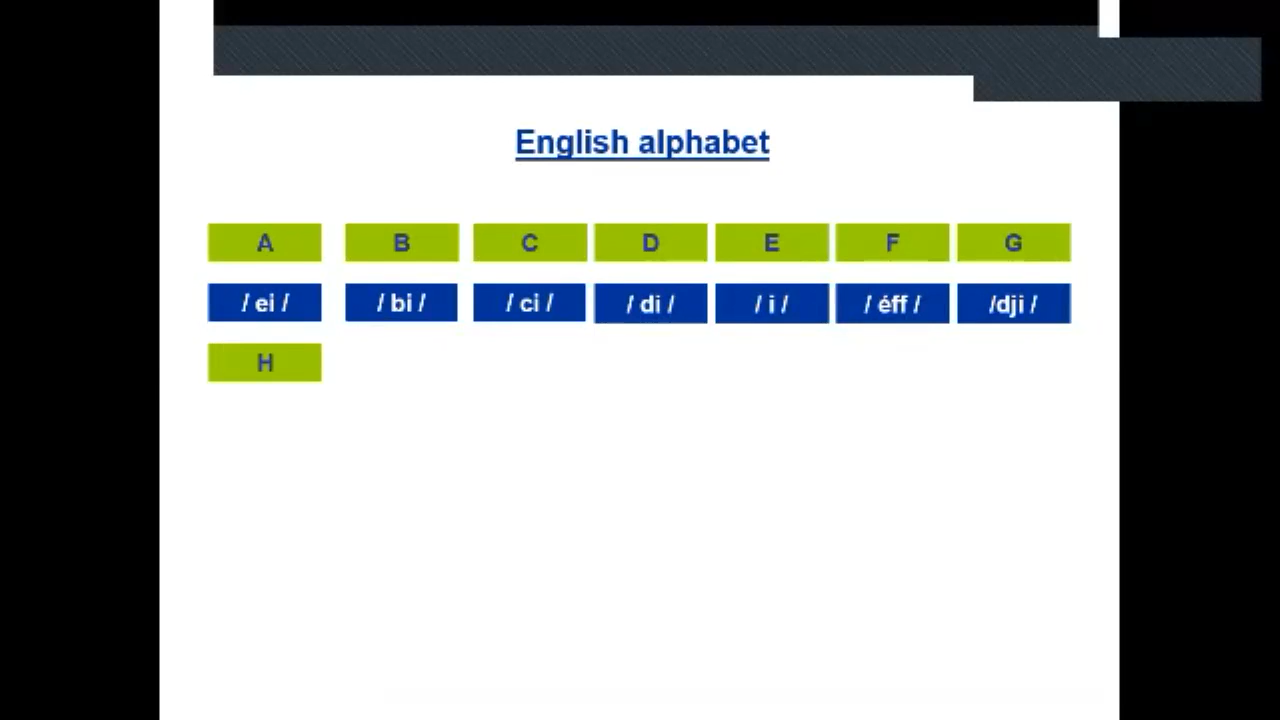 English alphabet
A B C D E F G
/ ei / / bi / / ci / / di / / i / / éff / /dji /
H